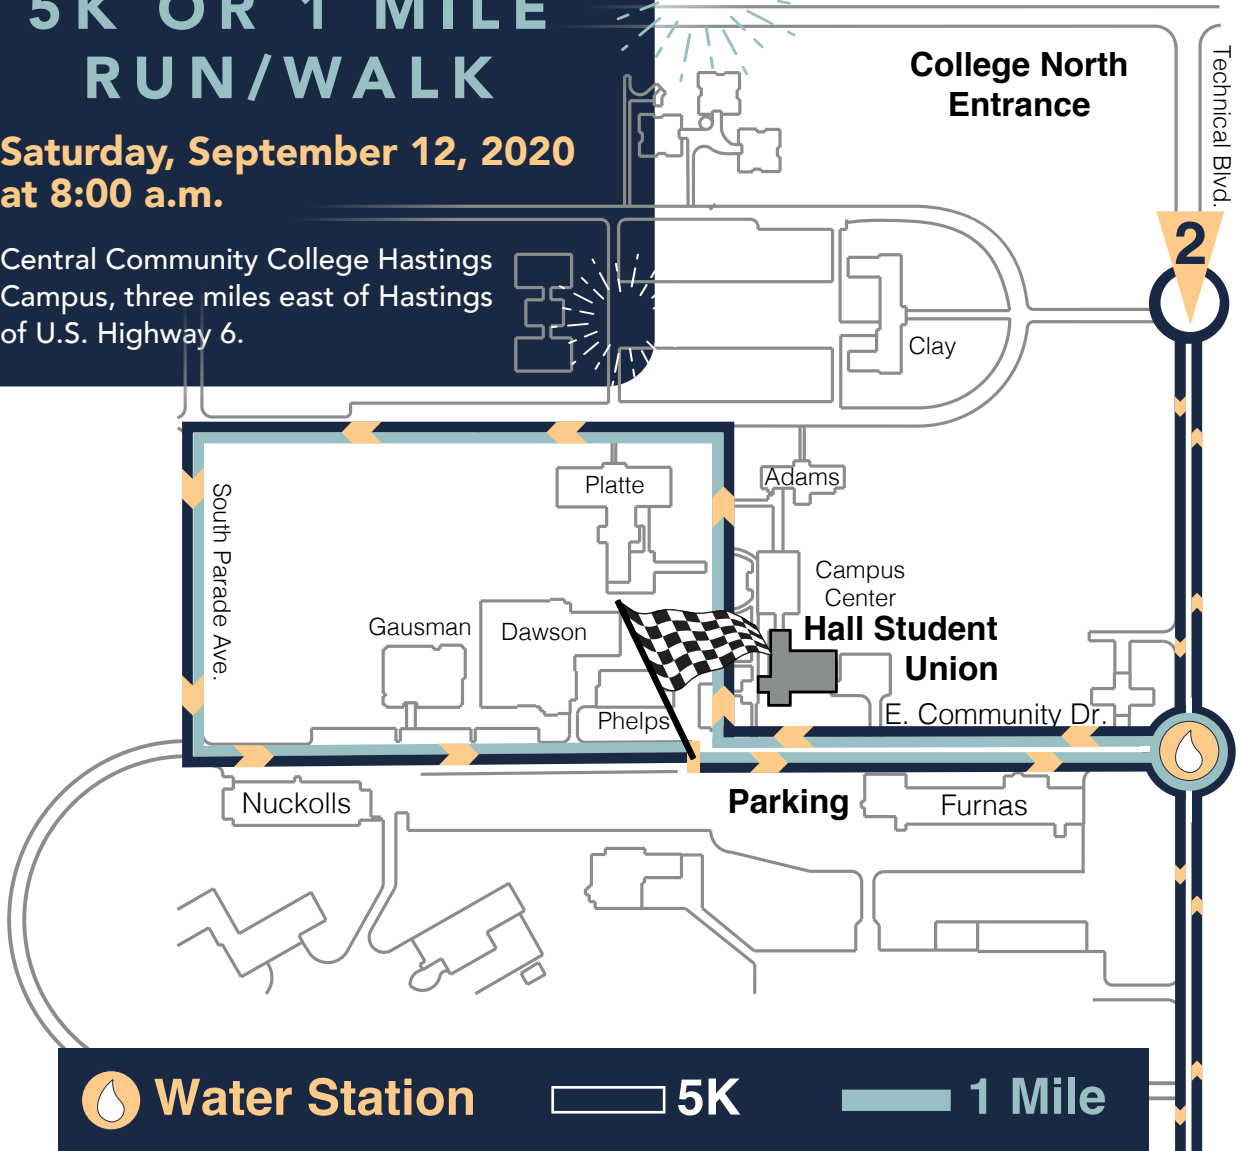 5K OR 1 MILE
RUN/WALK
Saturday, September 12, 2020
at 8:00 a.m.
Central Community College Hastings
Campus, three miles east of Hastings
of U.S. Highway 6.
College North
Entrance
Technical Blvd.
2
Clay
Platte
Adams
South Parade Ave.
Campus
Center
Gausman
Dawson
Hall Student
Union
Phelps
E. Community Dr.
Nuckolls
Parking
Furnas
Water Station
5K
1 Mile